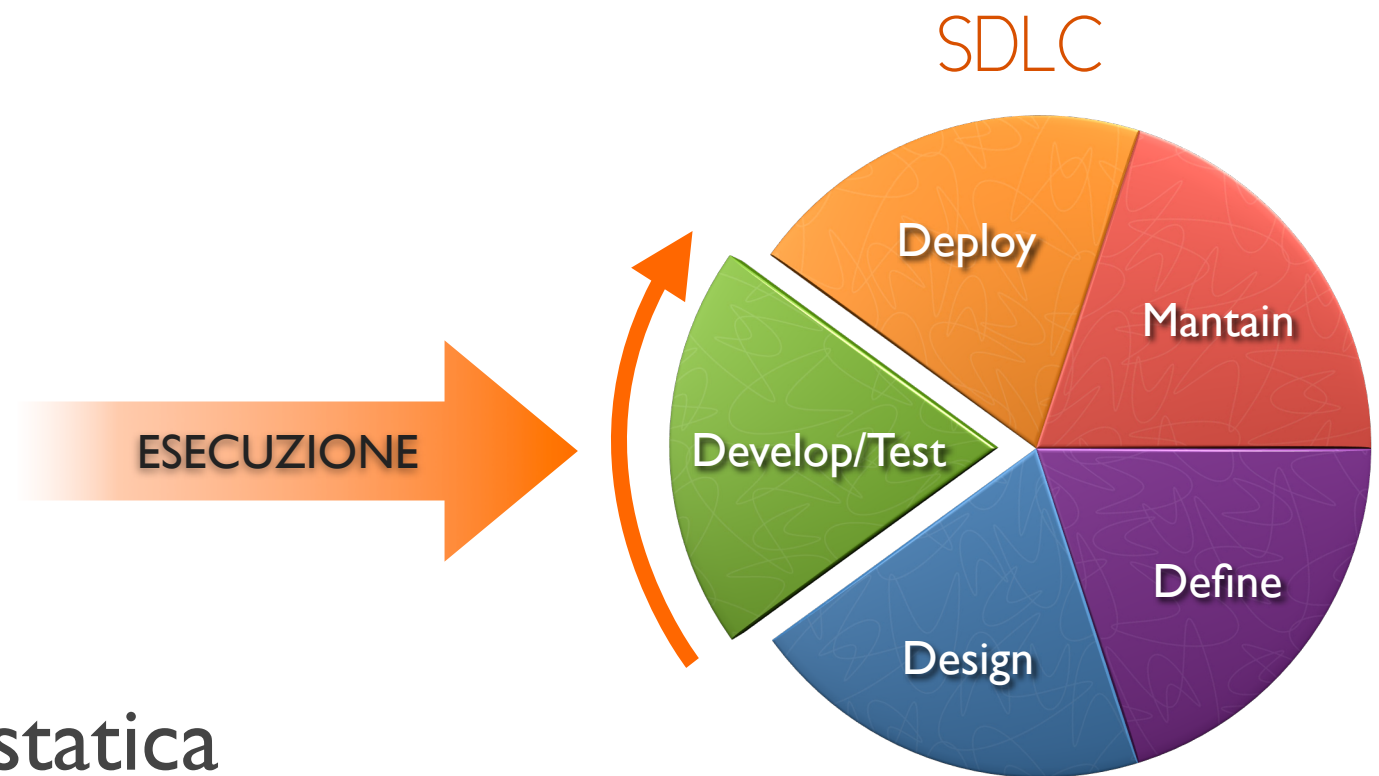 SDLC
Deploy
Mantain
ESECUZIONE
Develop/Test
Define
Design
statica